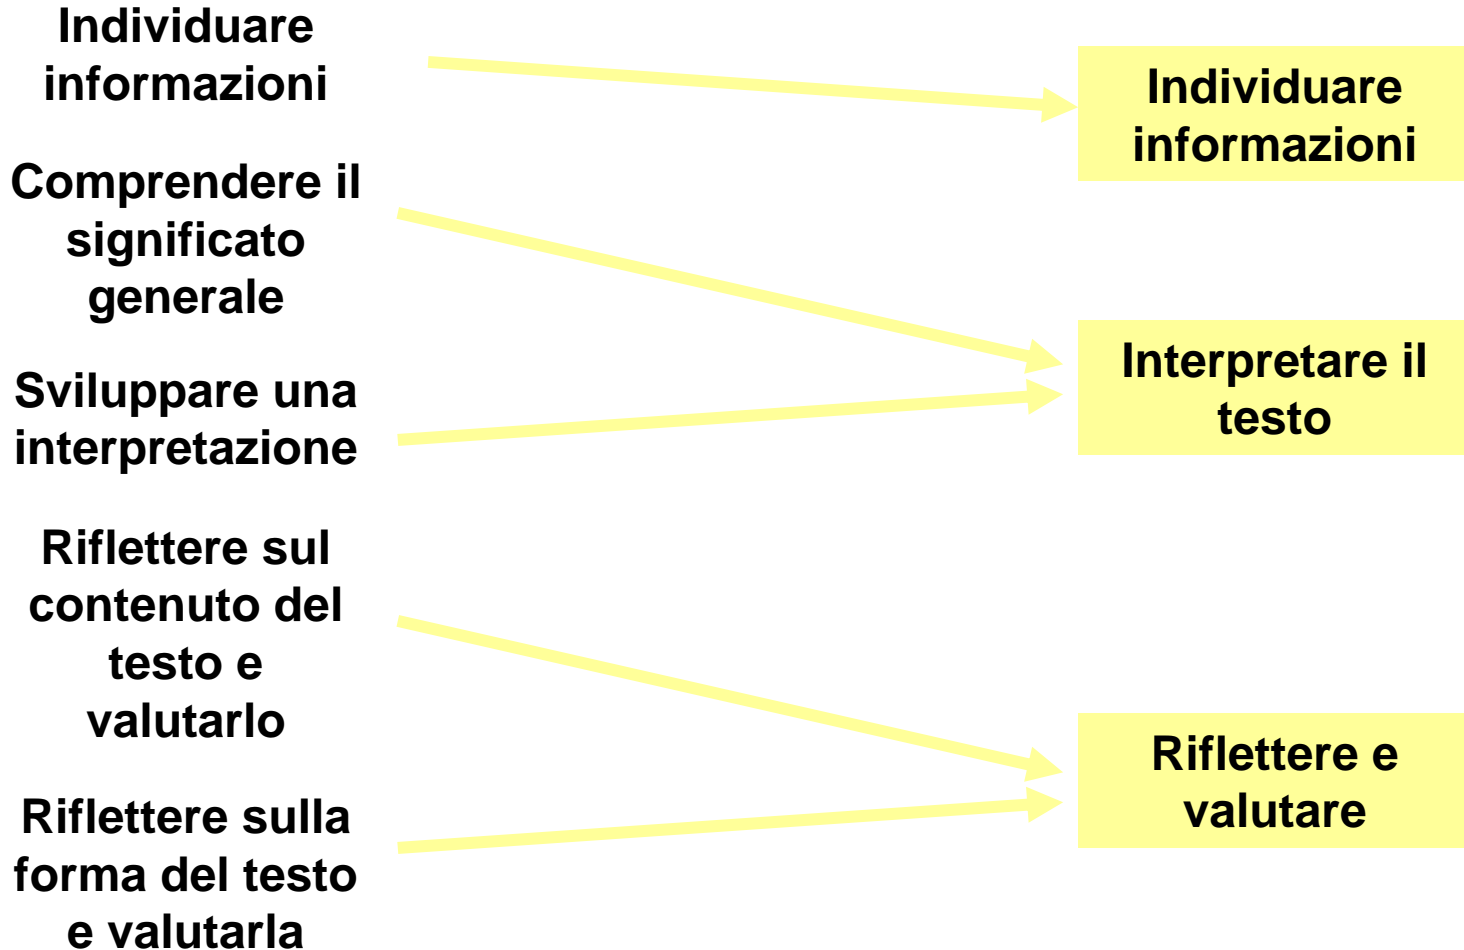 Individuare
informazioni
Comprendere il
significato
generale
Sviluppare una
interpretazione
Riflettere sul
contenuto del
testo e
valutarlo
Riflettere sulla
forma del testo
e valutarla
Individuare
informazioni
Interpretare il
testo
Riflettere e
valutare